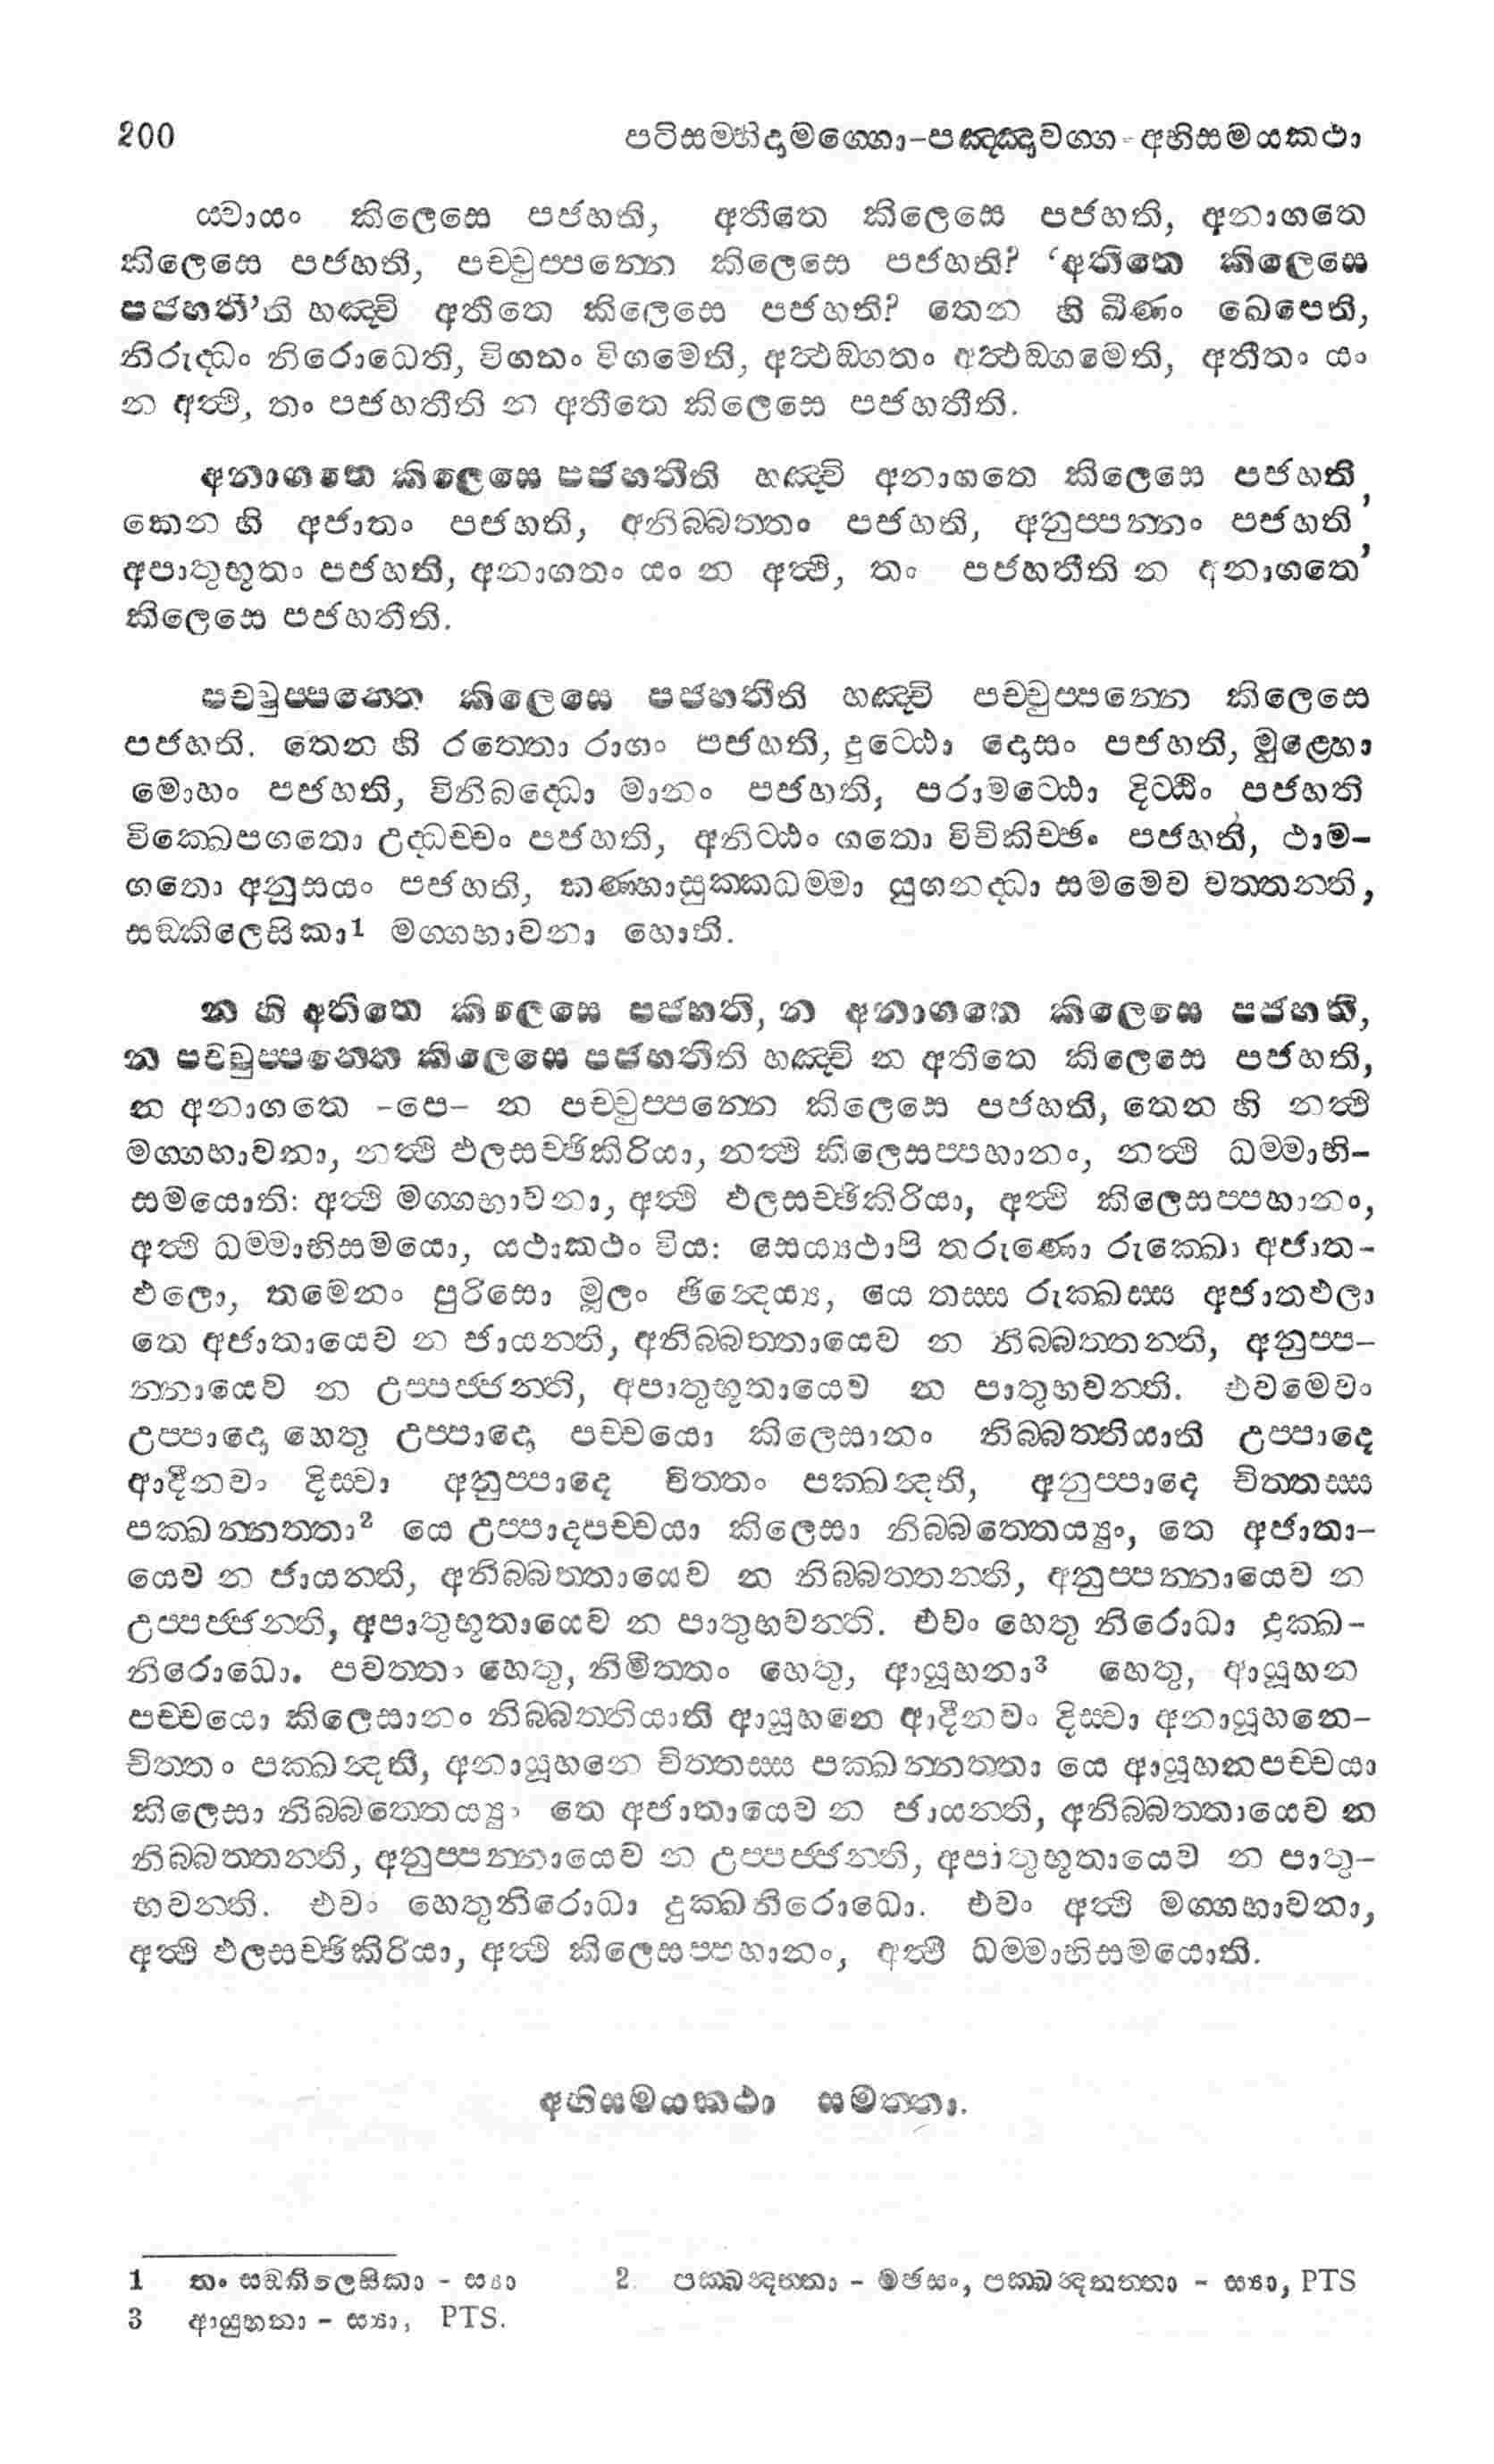 200 පටිසම්භිදාමග්ගො-පඤ්ඤාවග්ග-අභිසමයකථා
ය්වායං කිලෙසෙ පජහති, අතීතෙ කිලෙසෙ පජහති, අනාගතෙ
කිලෙසෙ පජහති, පච්චුප්පන්නෙ කිලෙසෙ පජහති? ‘අතීතෙ කිලෙසෙ
පජහතී’ති හඤ්චි අතීතෙ කිලෙසෙ පජහති? තෙන හි ඛීණං ඛෙපෙති,
නිරුද්ධං නිරොධෙති, විගතං විගමෙති, අත්ථඞ්ගතං අත්ථඞ්ගමෙති, අතීතං යං
න අත්ථි, තං පජහතීති න අතීතෙ කිලෙසෙ පජහතීති.
අනාගතෙ කිලෙසෙ පජහතීති හඤ්චි අනාගතෙ කිලෙසෙ පජහති,
තෙන හි අජාතං පජහති, අනිබ්බත්තං පජහති, අනුප්පන්නං පජහති,
අපාතුභූතං පජහති, අනාගතං යං න අත්ථි, තං පජහතීති න අනාගතෙ’
කිලෙසෙ පජහතීති.
පච්චුප්පන්නෙ කිලෙසෙ පජහතීති හඤ්චි පච්චුප්පන්නෙ කිලෙසෙ
පජහති. තෙන හි රත්තො රාගං පජහති, දුට්ඨො දොසං පජහති, මූළ්හො
මොහං පජහති, විනිබද්ධො මානං පජහති, පරාමට්ඨො දිට්ඨිං පජහති
වික්ඛෙපගතො උද්ධච්චං පජහති, අනිට්ඨං ගතො විචිකිච්ඡං පජහති, ථාම-
ගතො අනුසයං පජහති, කණ්හාසුක්කධම්මා යුගනද්ධා සමමෙව වත්තන්ති,
සඞ්කිලෙසිකා1 මග්ගභාවනා හොති.
න හි අතීතෙ කිලෙසෙ පජහති, න අනාගතෙ කිලෙසෙ පජහති,
න පච්චුප්පන්නෙ කිලෙසෙ පජහතීති හඤ්චි න අතීතෙ කිලෙසෙ පජහති,
න අනාගතෙ -පෙ- න පච්චුප්පන්නෙ කිලෙසෙ පජහති, තෙන හි නත්ථි
මග්ගභාවනා, නත්ථි ඵලසච්ඡිකිරියා, නත්ථි කිලෙසප්පහානං, නත්ථි ධම්මාභි-
සමයොති: අත්ථි මග්ගභාවනා, අත්ථි ඵලසච්ඡිකිරියා, අත්ථි කිලෙසප්පහානං,
අත්ථි ධම්මාභිසමයො, යථාකථං විය: සෙය්යථාපි තරුණො රුක්ඛො අජාත-
ඵලො, තමෙනං පුරිසො මූලං ඡින්දෙය්ය, යෙ තස්ස රුක්ඛස්ස අජාතඵලා
තෙ අජාතායෙව න ජායන්ති, අනිබ්බත්තායෙව න නිබ්බත්තන්ති, අනුප්ප-
න්නායෙව න උප්පජ්ජන්ති, අපාතුභූතායෙව න පාතුභවන්ති. එවමෙවං
උප්පාදො හෙතු උප්පාදො පච්චයො කිලෙසානං නිබ්බත්තියාති උප්පාදෙ
ආදීනවං දිස්වා අනුප්පාදෙ චිත්තං පක්ඛන්දති, අනුප්පාදෙ චිත්තස්ස
පක්ඛන්නත්තා2 යෙ උප්පාදපච්චයා කිලෙසා නිබ්බත්තෙය්යුං, තෙ අජාතා-
යෙව න ජායන්ති, අනිබ්බත්තායෙව න නිබ්බත්තන්ති, අනුප්පන්නායෙව න
උප්පජ්ජන්ති, අපාතුභූතායෙව න පාතුභවන්ති. එවං හෙතු නිරොධා දුක්ඛ-
නිරොධො. පවත්තා හෙතු, නිමිත්තං හෙතු, ආයූහනා3 හෙතු, ආයූහන
පච්චයො කිලෙසානං නිබ්බත්තියාති ආයූහනෙ ආදීනවං දිස්වා අනායූහනෙ-
චිත්තං පක්ඛන්දති, අනායූහනෙ චිත්තස්ස පක්ඛන්නත්තා යෙ ආයූහනපච්චයා
කිලෙසා නිබ්බත්තෙය්යුං තෙ අජාතායෙව න ජායන්ති, අනිබ්බත්තායෙව න
නිබ්බත්තන්ති, අනුප්පන්නායෙව න උප්පජ්ජන්ති, අපාතුභූතායෙව න පාතු-
භවන්ති. එවං හෙතුනිරොධා දුක්ඛනිරොධො. එවං අත්ථි මග්ගභාවනා,
අත්ථි ඵලසච්ඡිකිරියා, අත්ථි කිලෙසප්පහානං, අත්ථි ධම්මාභිසමයොති.
අභිසමයකථා සමත්තා.
1 තං සඞ්කිලෙසිකා - ස්යා 2. පක්ඛන්දත්තා - මඡසං, පක්ඛන්දනත්තා - ස්යා, PTS
3 ආයුහනා - ස්යා, PTS.